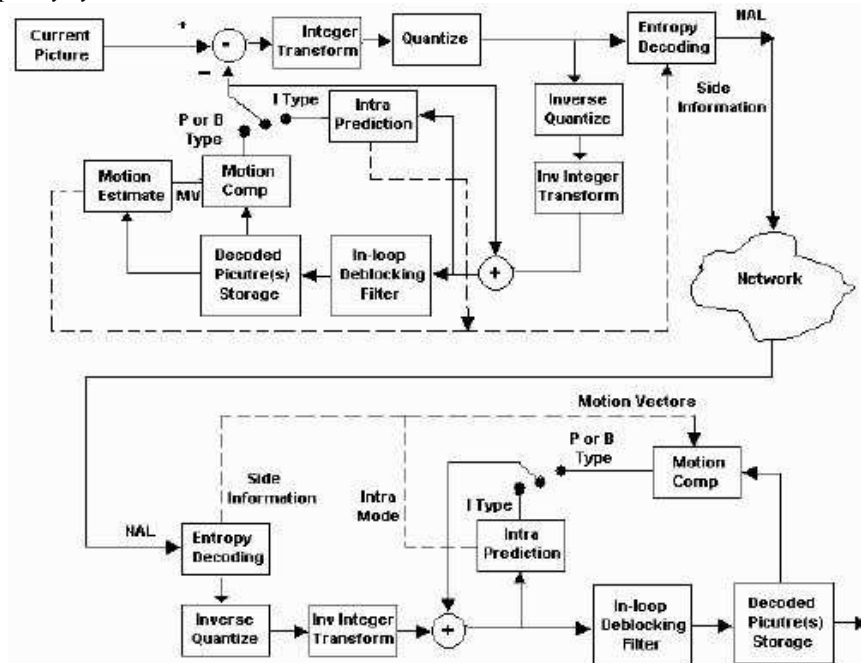 Current
Picture
+
-
Integer
Transform
Quantize
Entropy
Decoding
NAL
Side
Information
–
I Type
P or B
Type
Intra
Prediction
Inverse
Quantize
Motion
Estimate
MV
Motion
Comp
Inv Integer
Transform
Decoded
Picutre(s)
Storage
In-loop
Deblocking
Filter
+
Network
Motion Vectors
P or B
Type
Motion
Comp
Side
Information
Intra
Mode
I Type
NAL
Entropy
Decoding
Intra
Prediction
Inverse
Quantize
Inv Integer
Transform
+
In-loop
Deblocking
Filter
Decoded
Picutre(s)
Storage